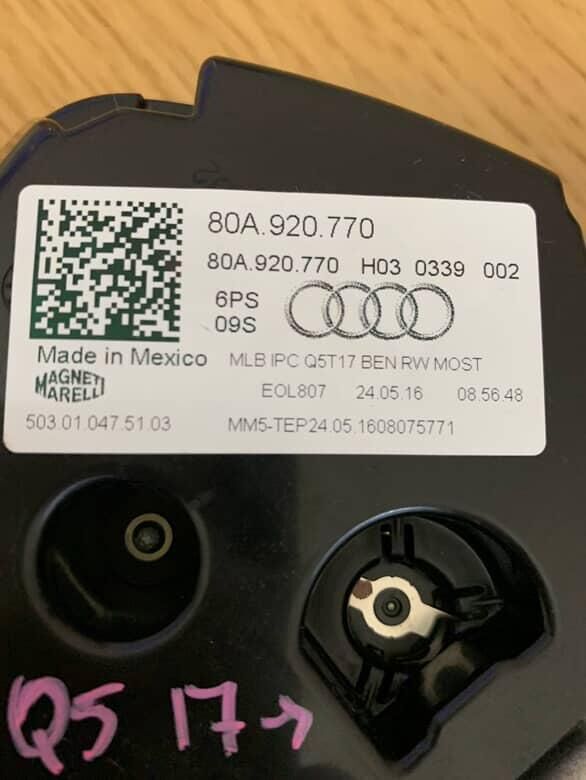 80A.920.770
80A.920.770 H03 0339 002
6PS
09S
Made in Mexico
MLB IPC Q5T17 BEN RW MOST
MAGNETI
MARELLI
EOL807 24.05.16 08.56.48
503.01.047.51.03
MM5-TEP24.05.1608075771
Q5 17→